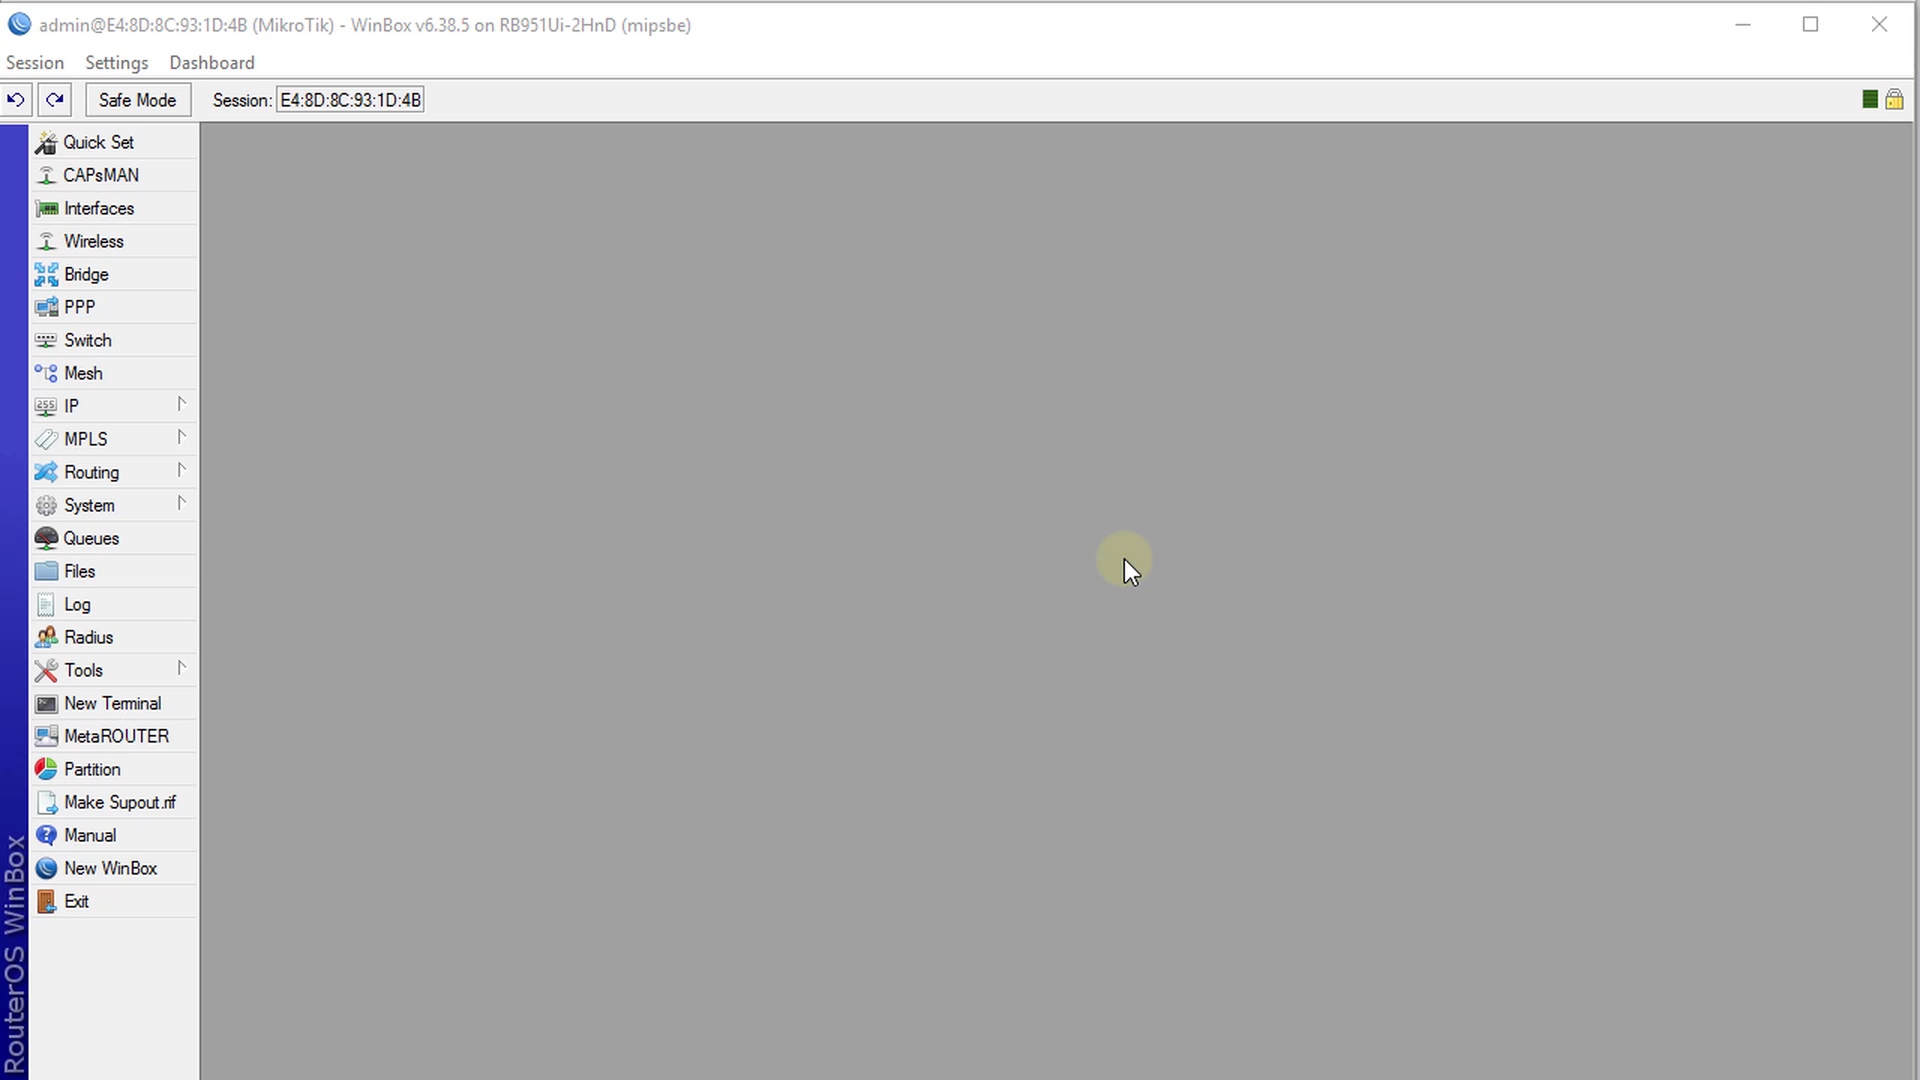 admin@E4:8D:8C:93:1D:4B (MikroTik) - WinBox v6.38.5 on RB951Ui-2HnD (mipsbe)
Session Settings Dashboard
Safe Mode Session: E4:8D:8C:93:1D:4B
Quick Set
CAPsMAN
Interfaces
Wireless
Bridge
PPP
Switch
Mesh
255 IP
MPLS
Routing
System
Queues
Files
Log
Radius
Tools
New Terminal
MetaROUTER
Partition
Make Supout.rif
Manual
New WinBox
Exit
RouterOS WinBox